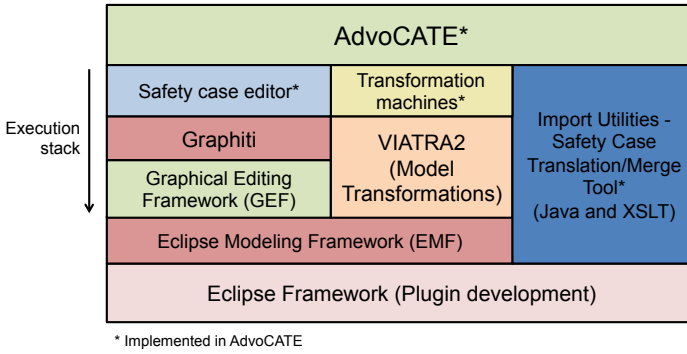 AdvoCATE*
Execution
stack
Safety case editor*
Transformation
machines*
Import Utilities -
Safety Case
Translation/Merge
Tool*
(Java and XSLT)
Graphiti
VIATRA2
(Model
Transformations)
Graphical Editing
Framework (GEF)
Eclipse Modeling Framework (EMF)
Eclipse Framework (Plugin development)
* Implemented in AdvoCATE